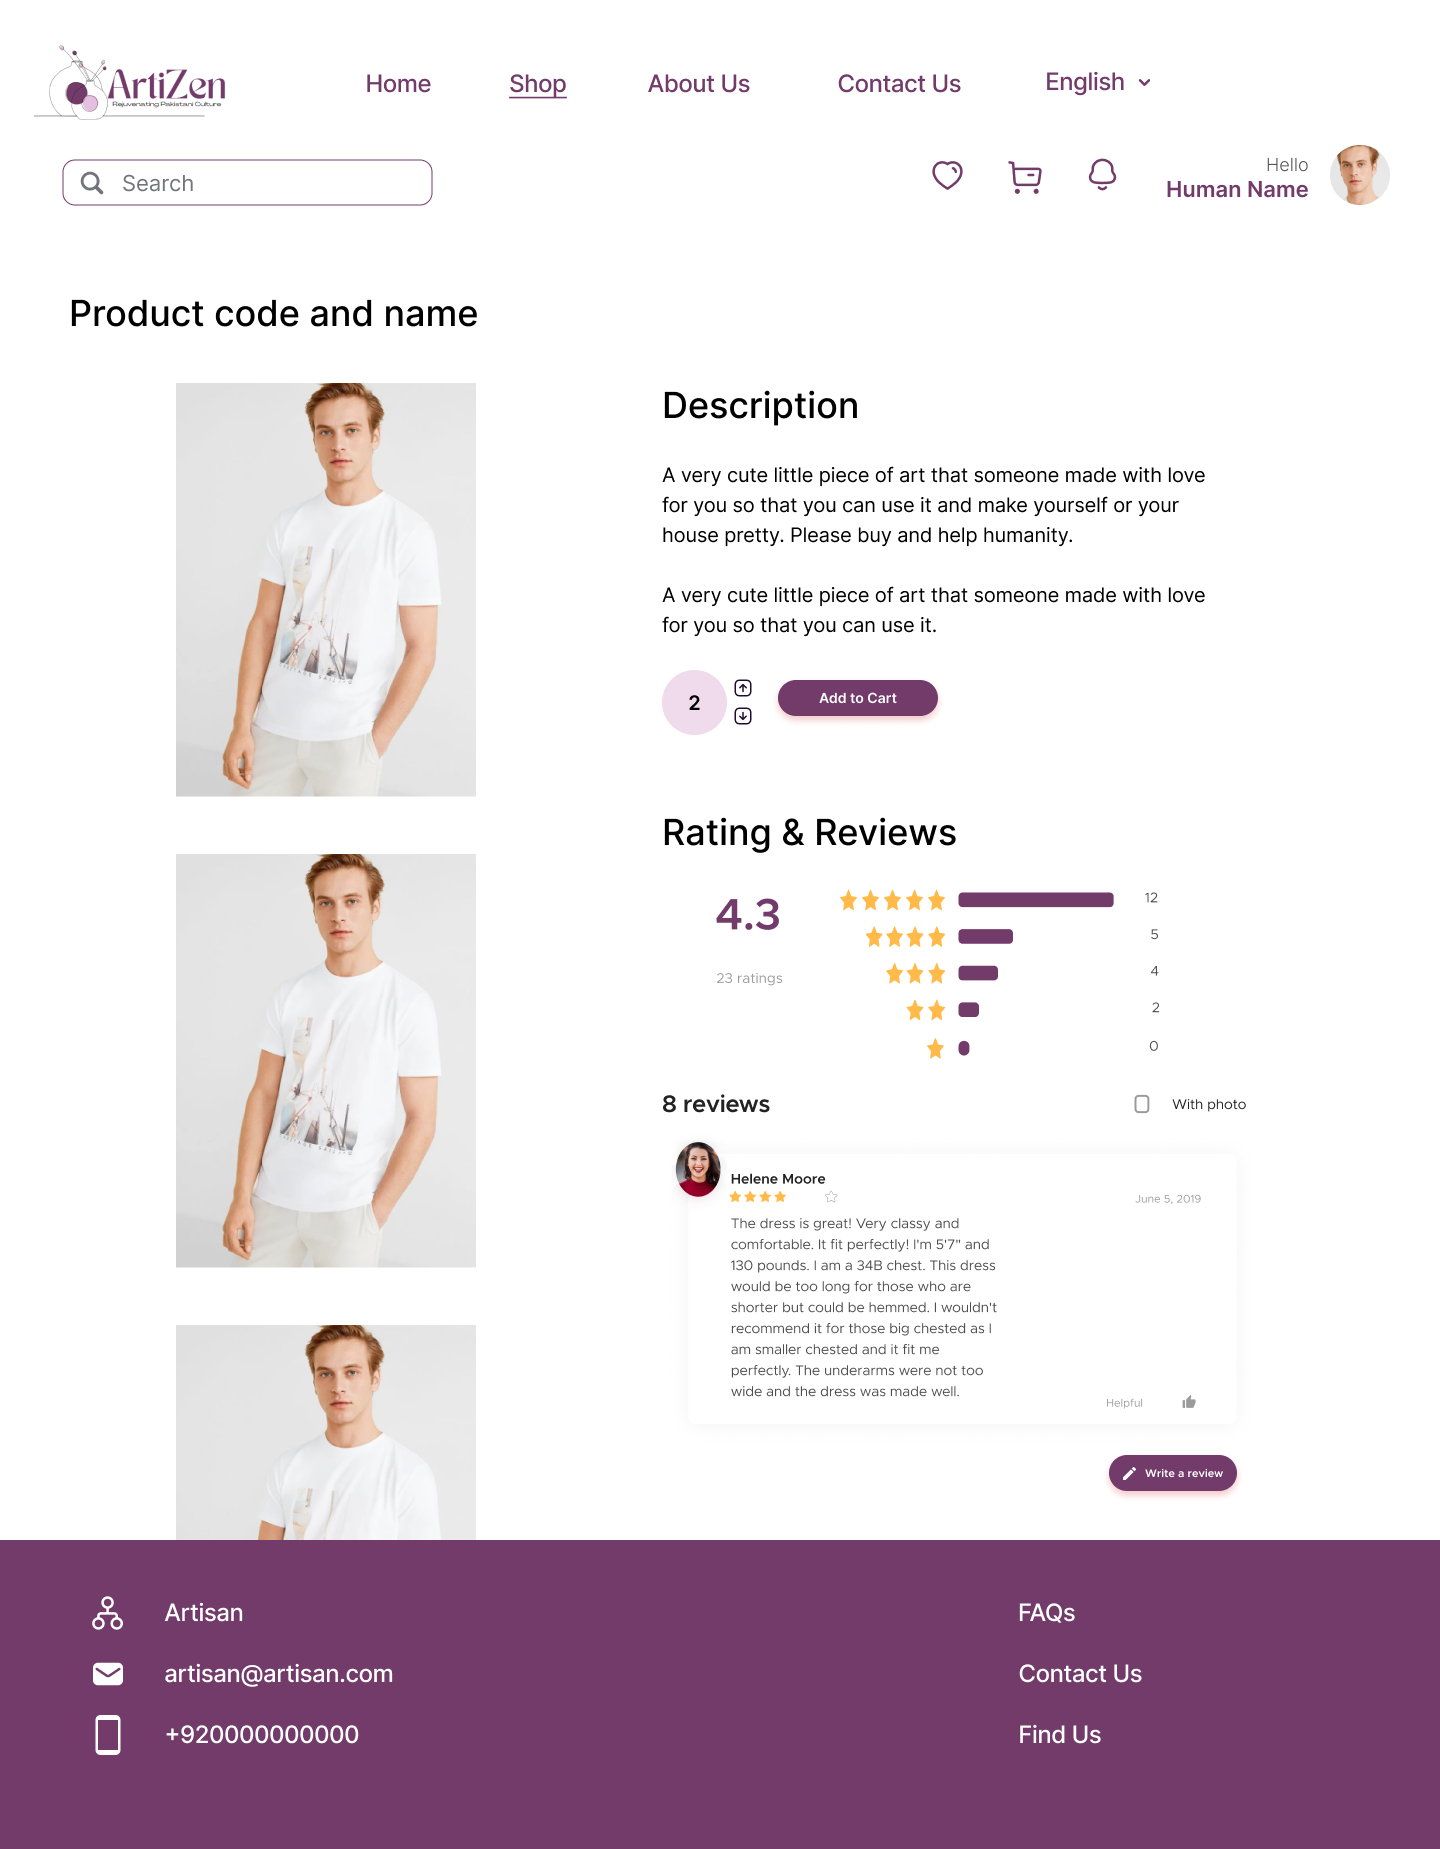 ArtiZen
Rejuvenating Pakistani Culture
Home
Shop
About Us
Contact Us
English
Search
Hello
Human Name
Product code and name
Description
A very cute little piece of art that someone made with love
for you so that you can use it and make yourself or your
house pretty. Please buy and help humanity.
A very cute little piece of art that someone made with love
for you so that you can use it.
2
Add to Cart
Rating & Reviews
4.3
23 ratings
12
5
4
2
0
8 reviews
With photo
Helene Moore
June 5, 2019
The dress is great! Very classy and
comfortable. It fit perfectly! I'm 5'7" and
130 pounds. I am a 34B chest. This dress
would be too long for those who are
shorter but could be hemmed. I wouldn't
recommend it for those big chested as I
am smaller chested and it fit me
perfectly. The underarms were not too
wide and the dress was made well.
Helpful
Write a review
Artisan
artisan@artisan.com
+920000000000
FAQs
Contact Us
Find Us